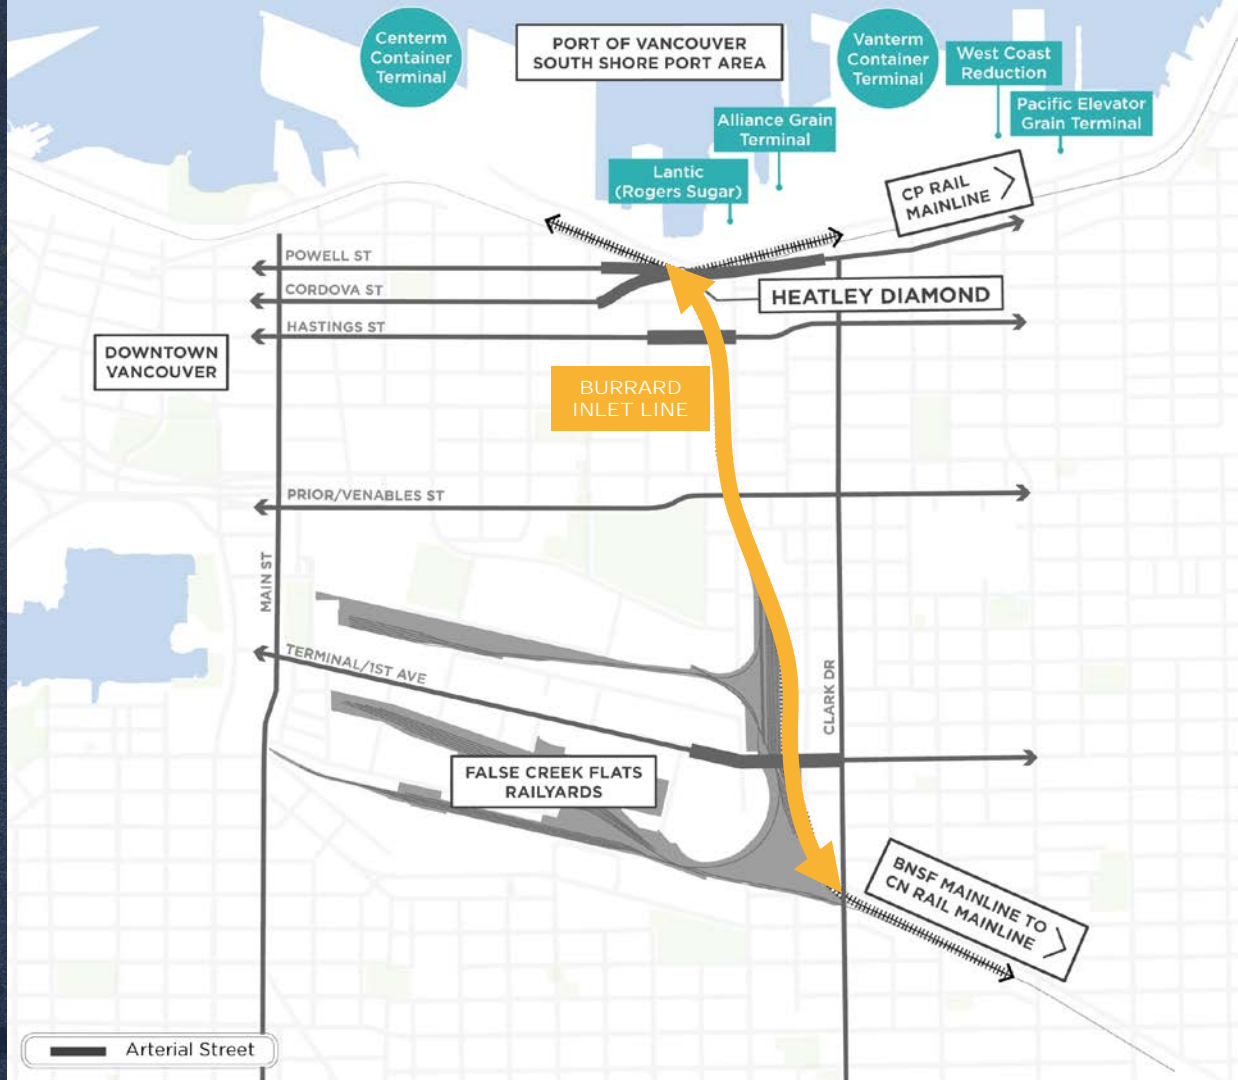 Centerm
Container
Terminal
PORT OF VANCOUVER
SOUTH SHORE PORT AREA
Vanterm
Container
Terminal
West Coast
Reduction
Pacific Elevator
Grain Terminal
Alliance Grain
Terminal
Lantic
(Rogers Sugar)
CP RAIL
MAINLINE
POWELL ST
CORDOVA ST
HASTINGS ST
HEATLEY DIAMOND
DOWNTOWN
VANCOUVER
BURRARD
INLET LINE
PRIOR/VENABLES ST
MAIN ST
TERMINAL/1ST AVE
CLARK DR
FALSE CREEK FLATS
RAILYARDS
BNSF MAINLINE TO
CN RAIL MAINLINE
Arterial Street